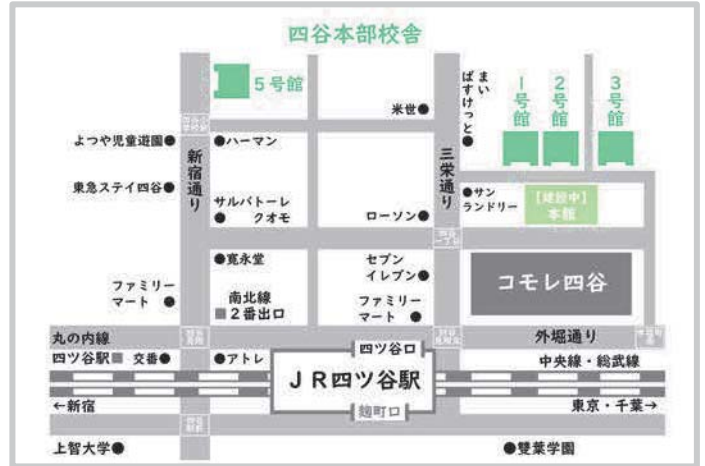 四谷本部校舎
5号館
まい
ばすけっと
1号館
2号館
3号館
米世
よつや児童遊園
ハーマン
新宿通り
三栄通り
東急ステイ四谷
サルバトーレ
クオモ
ローソン
サン
ランドリー
【建設中】
本館
寛永堂
セブン
イレブン
コモレ四谷
ファミリー
マート
南北線
2番出口
ファミリー
マート
丸の内線
外堀通り
四ツ谷駅
交番
アトレ
四ツ谷口
JR四ツ谷駅
麹町口
中央線・総武線
←新宿
東京・千葉→
上智大学
雙葉学園